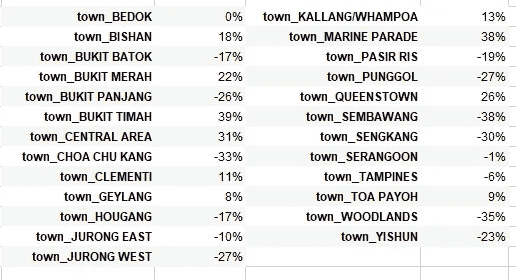 town_BEDOK 0% town_KALLANG/WHAMPOA 13%
town_BISHAN 18% town_MARINE PARADE 38%
town_BUKIT BATOK -17% town_PASIR RIS -19%
town_BUKIT MERAH 22% town_PUNGGOL -27%
town_BUKIT PANJANG -26% town_QUEENSTOWN 26%
town_BUKIT TIMAH 39% town_SEMBAWANG -38%
town_CENTRAL AREA 31% town_SENGKANG -30%
town_CHOA CHU KANG -33% town_SERANGOON -1%
town_CLEMENTI 11% town_TAMPINES -6%
town_GEYLANG 8% town_TOA PAYOH 9%
town_HOUGANG -17% town_WOODLANDS -35%
town_JURONG EAST -10% town_YISHUN -23%
town_JURONG WEST -27%